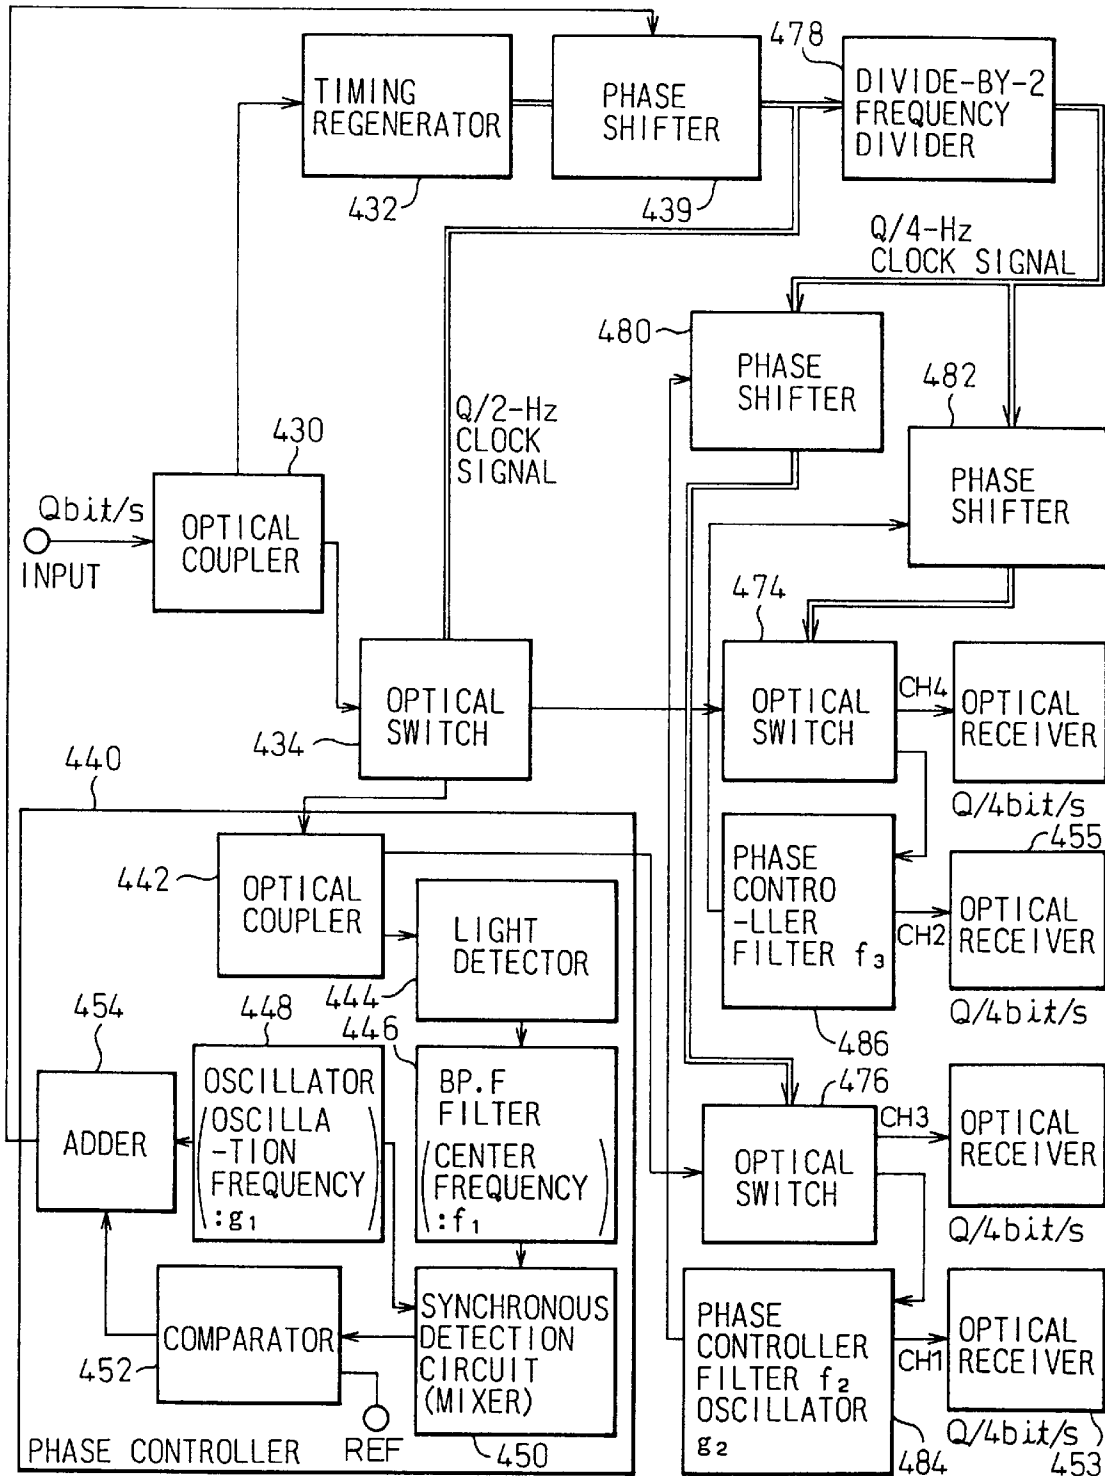 478
TIMING
REGENERATOR
432
PHASE
SHIFTER
439
DIVIDE-BY-2
FREQUENCY
DIVIDER
Q/4-Hz
CLOCK SIGNAL
480
PHASE
SHIFTER
482
PHASE
SHIFTER
Q/2-Hz
CLOCK
SIGNAL
430
Qbit/s
INPUT
OPTICAL
COUPLER
474
OPTICAL
SWITCH
434
OPTICAL
SWITCH
CH4
OPTICAL
RECEIVER
Q/4bit/s
440
442
OPTICAL
COUPLER
LIGHT
DETECTOR
444
PHASE
CONTRO
-LLER
FILTER f₃
486
455
CH2
OPTICAL
RECEIVER
Q/4bit/s
454
ADDER
448
OSCILLATOR
(OSCILLA
-TION
FREQUENCY
:g₁)
446
BP.F
FILTER
(CENTER
FREQUENCY
:f₁)
476
OPTICAL
SWITCH
CH3
OPTICAL
RECEIVER
Q/4bit/s
COMPARATOR
452
SYNCHRONOUS
DETECTION
CIRCUIT
(MIXER)
450
REF
PHASE CONTROLLER
PHASE
CONTROLLER
FILTER f₂
OSCILLATOR
g₂
484
CH1
OPTICAL
RECEIVER
Q/4bit/s
453